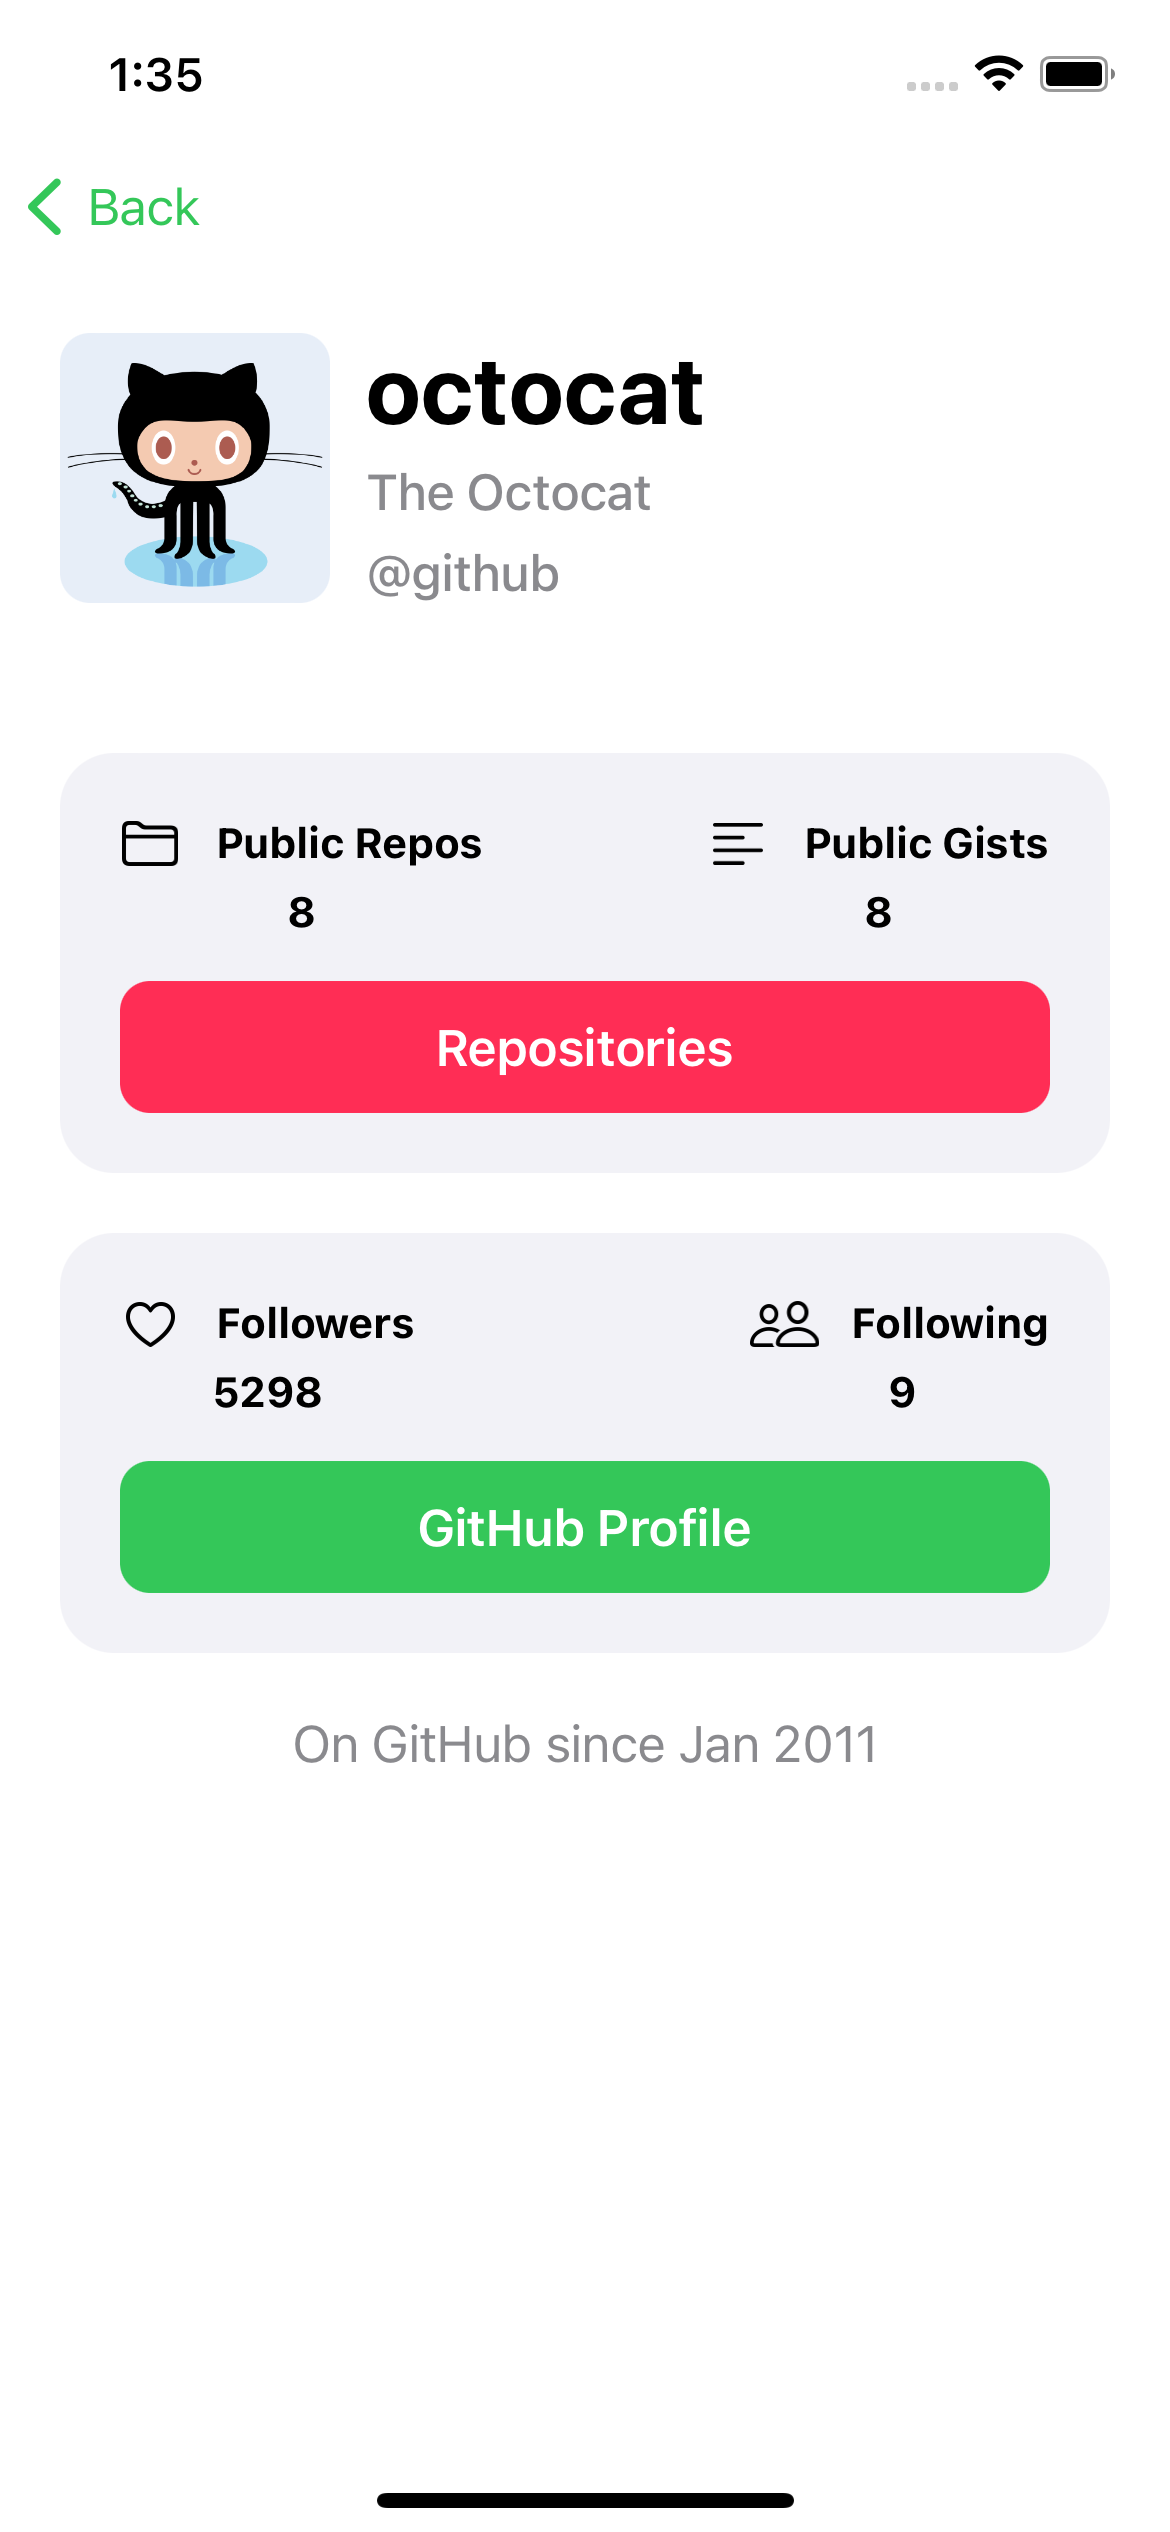 1:35
Back
octocat
The Octocat
@github
Public Repos
8
Public Gists
8
Repositories
Followers
5298
Following
9
GitHub Profile
On GitHub since Jan 2011